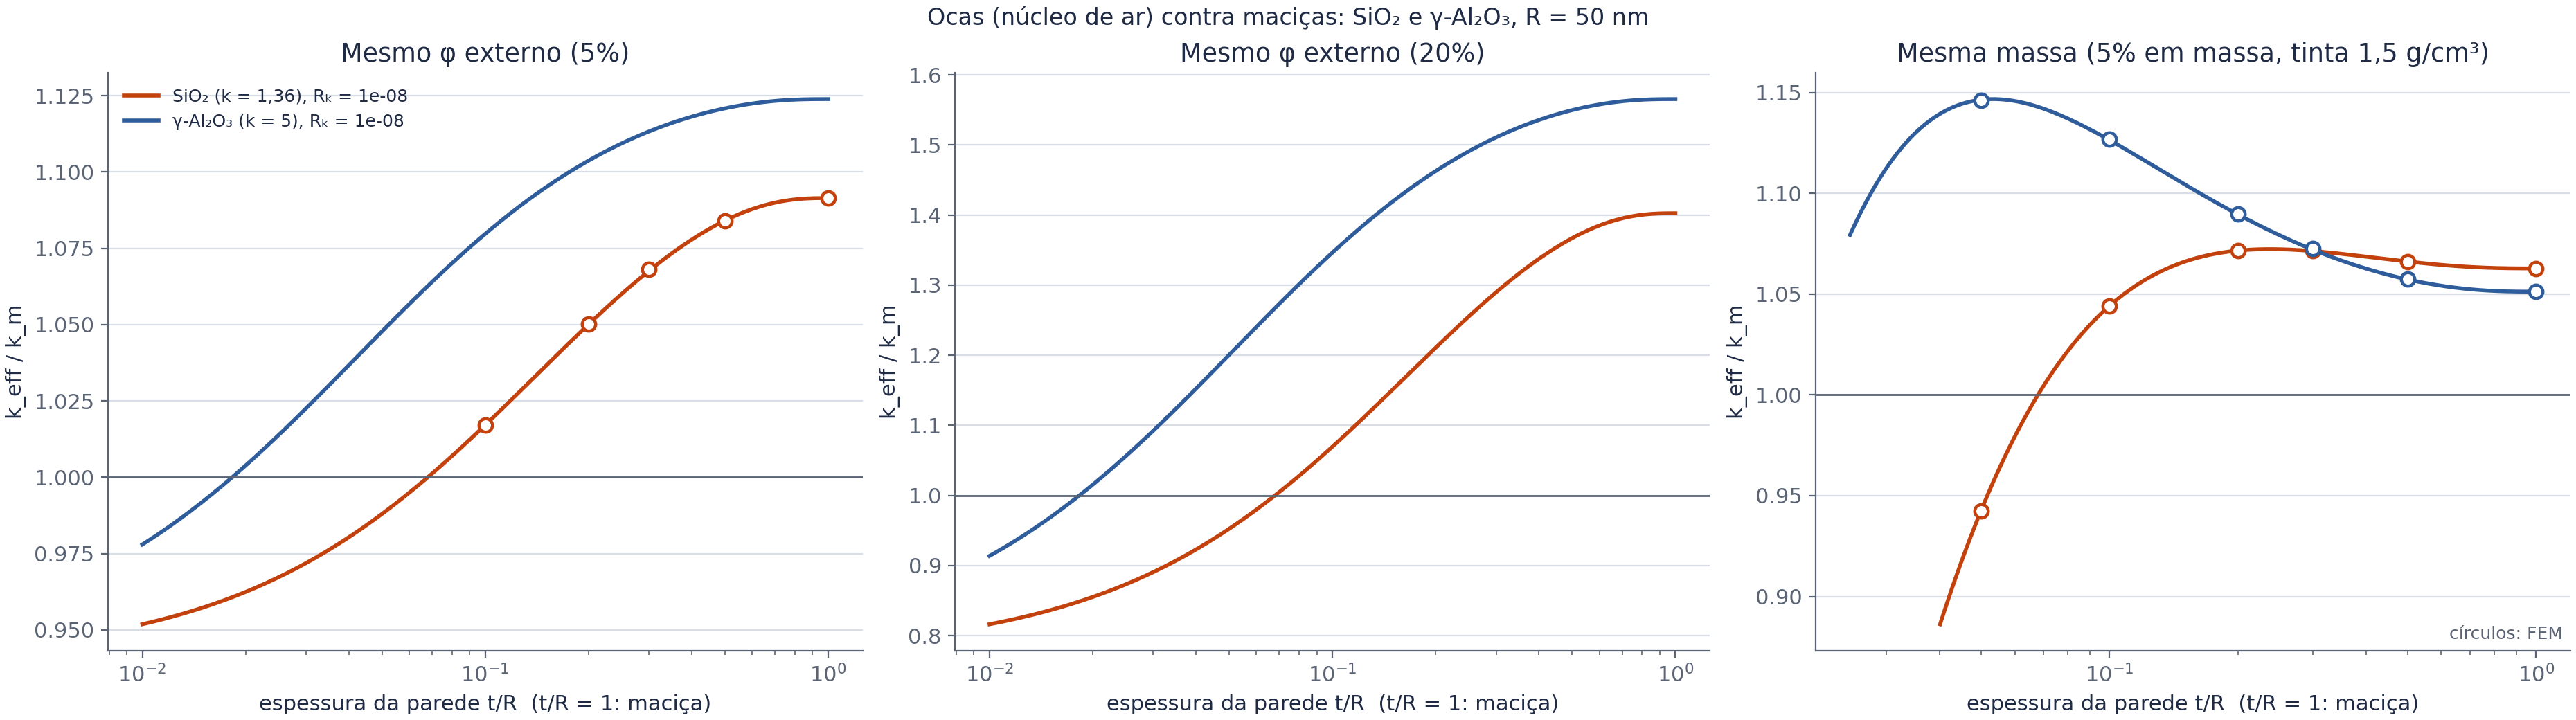 Ocas (núcleo de ar) contra maciças: SiO₂ e γ-Al₂O₃, R = 50 nm
Mesmo φ externo (5%)
k_eff / k_m
1.125
1.100
1.075
1.050
1.025
1.000
0.975
0.950
SiO₂ (k = 1,36), Rₖ = 1e-08
γ-Al₂O₃ (k = 5), Rₖ = 1e-08
10⁻²
10⁻¹
10⁰
espessura da parede t/R (t/R = 1: maciça)
Mesmo φ externo (20%)
k_eff / k_m
1.6
1.5
1.4
1.3
1.2
1.1
1.0
0.9
0.8
10⁻²
10⁻¹
10⁰
espessura da parede t/R (t/R = 1: maciça)
Mesma massa (5% em massa, tinta 1,5 g/cm³)
k_eff / k_m
1.15
1.10
1.05
1.00
0.95
0.90
círculos: FEM
10⁻¹
10⁰
espessura da parede t/R (t/R = 1: maciça)